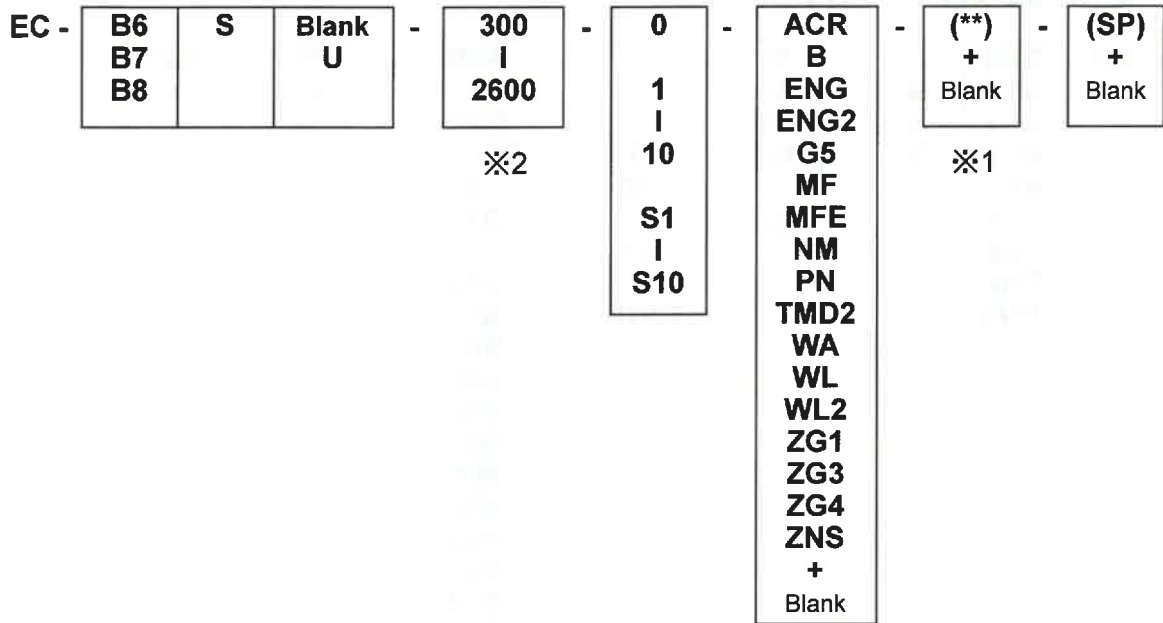 EC - B6 S Blank - 300 - 0 - ACR - (**) - (SP)
B7 U I B + +
B8 2600 1 ENG Blank Blank
I ENG2
※2 10 G5 ※1
MF
S1 MFE
I NM
S10 PN
TMD2
WA
WL
WL2
ZG1
ZG3
ZG4
ZNS
+
Blank